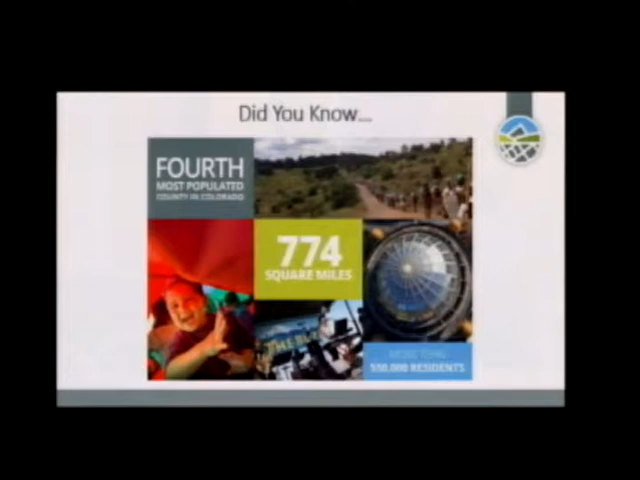 Did You Know...
FOURTH
MOST POPULATED
COUNTY IN COLORADO
774
SQUARE MILES
MORE THAN
550,000 RESIDENTS